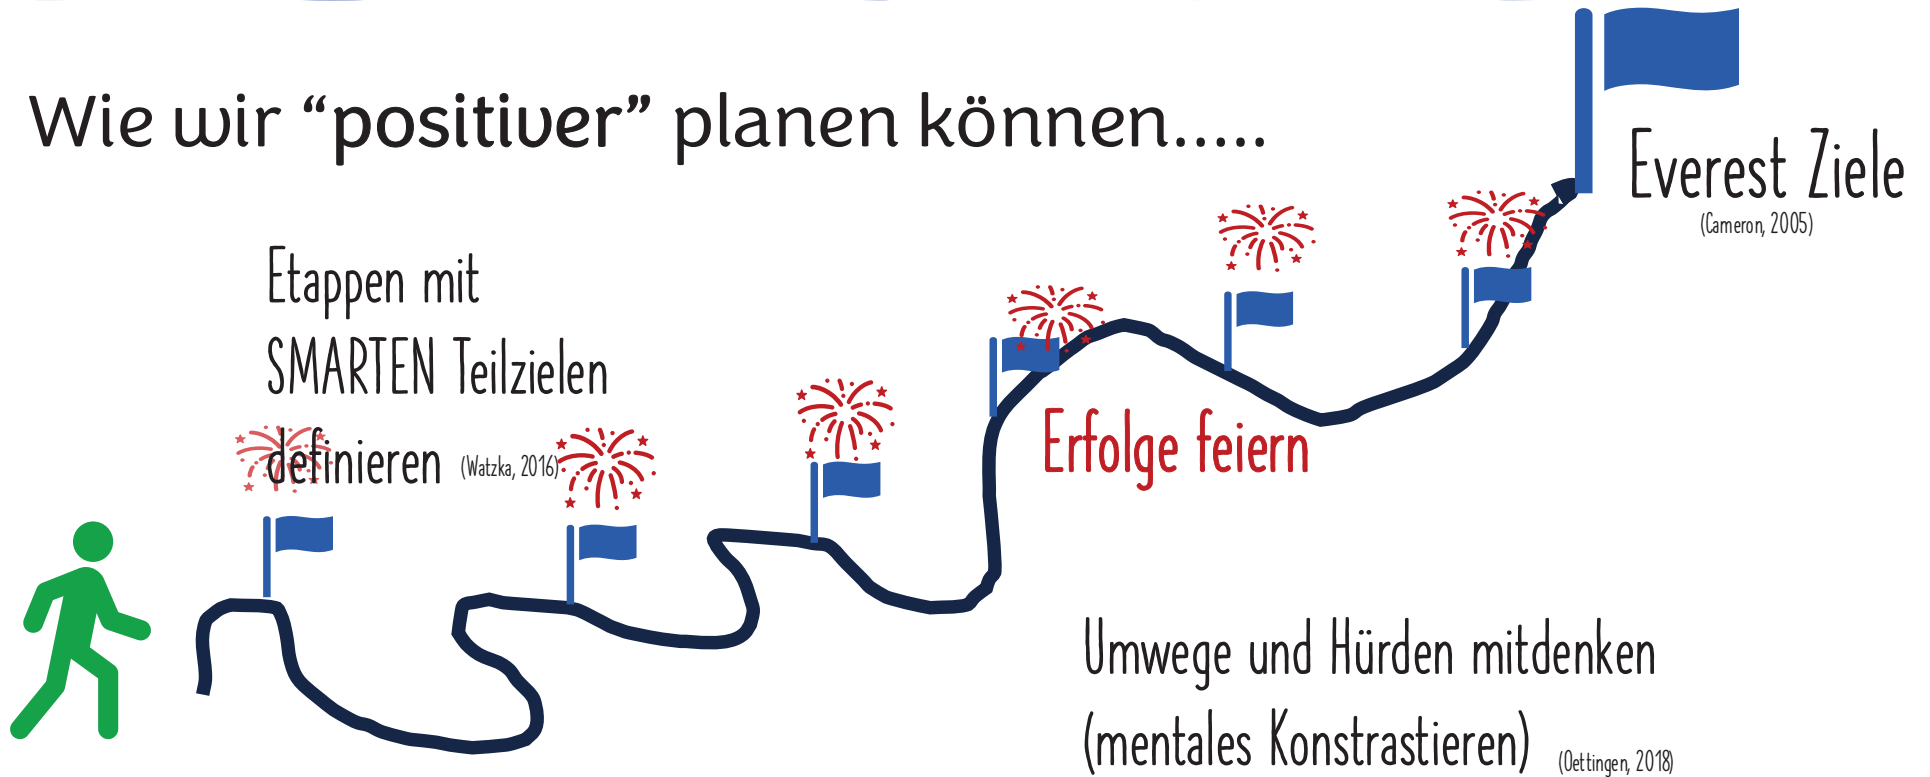 Wie wir “positiver” planen können.....
Everest Ziele
(Cameron, 2005)
Etappen mit
SMARTEN Teilzielen
definieren (Watzka, 2016)
Erfolge feiern
Umwege und Hürden mitdenken
(mentales Konstrastieren) (Oettingen, 2018)